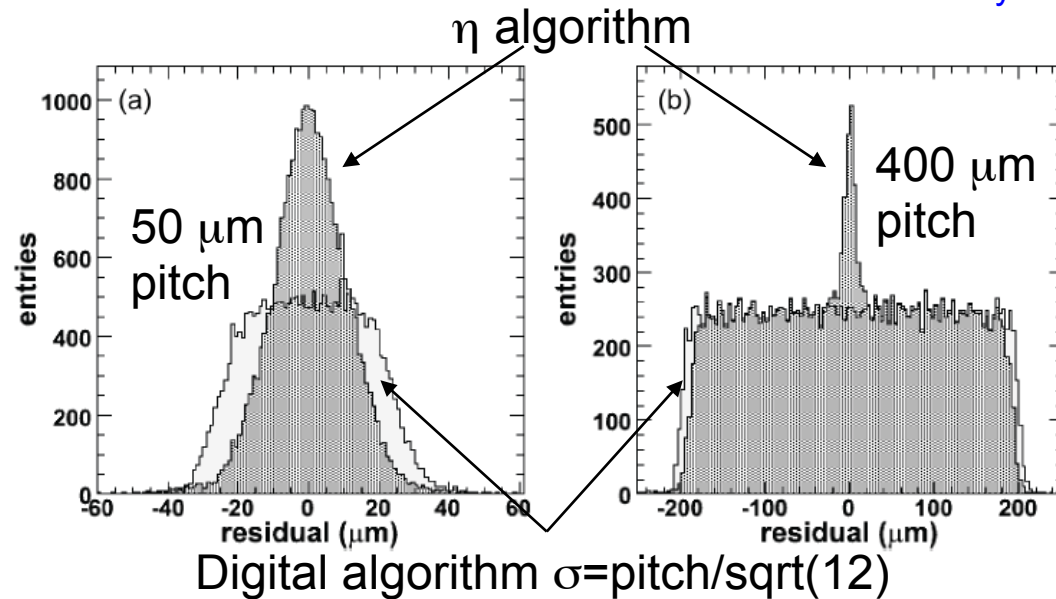 y
η algorithm
(a)
50 μm
pitch
entries
1000
800
600
400
200
0
-60 -40 -20 0 20 40 60
residual (μm)
(b)
400 μm
pitch
entries
500
400
300
200
100
0
-200 -100 0 100 200
residual (μm)
Digital algorithm σ=pitch/sqrt(12)